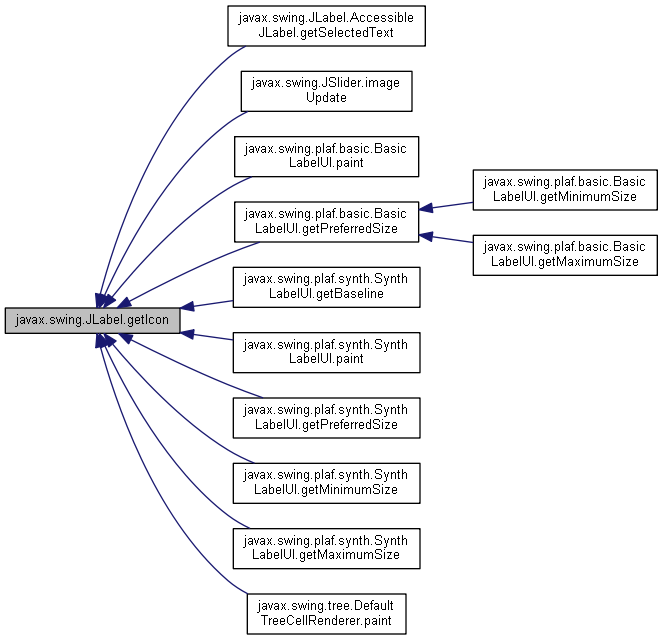 javax.swing.JLabel.Accessible
JLabel.getSelectedText
javax.swing.JSlider.image
Update
javax.swing.plaf.basic.Basic
LabelUI.paint
javax.swing.plaf.basic.Basic
LabelUI.getPreferredSize
javax.swing.plaf.basic.Basic
LabelUI.getMinimumSize
javax.swing.plaf.basic.Basic
LabelUI.getMaximumSize
javax.swing.plaf.synth.Synth
LabelUI.getBaseline
javax.swing.JLabel.getIcon
javax.swing.plaf.synth.Synth
LabelUI.paint
javax.swing.plaf.synth.Synth
LabelUI.getPreferredSize
javax.swing.plaf.synth.Synth
LabelUI.getMinimumSize
javax.swing.plaf.synth.Synth
LabelUI.getMaximumSize
javax.swing.tree.Default
TreeCellRenderer.paint